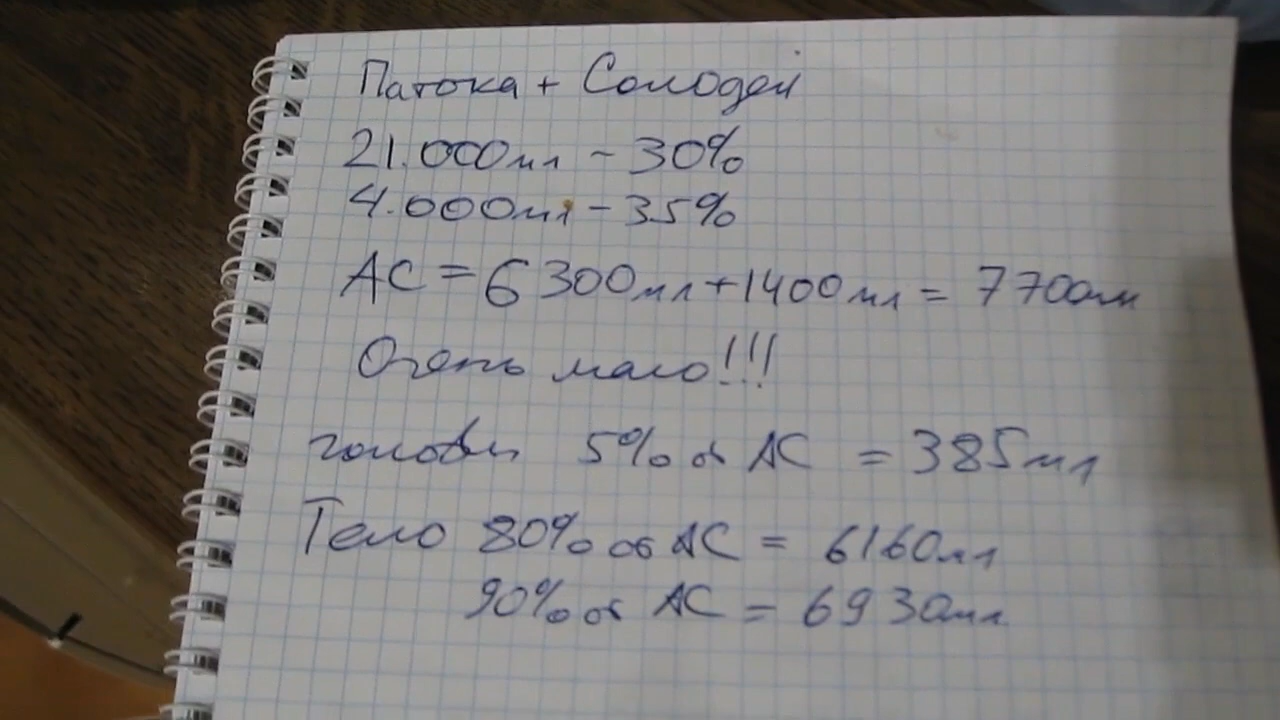 Патока + Солодей
21.000мл - 30%
4.000мл - 35%
АС = 6300мл + 1400мл = 7700мл
Очень мало!!!
головы 5% от АС = 385мл
Тело 80% от АС = 6160мл
90% от АС = 6930мл